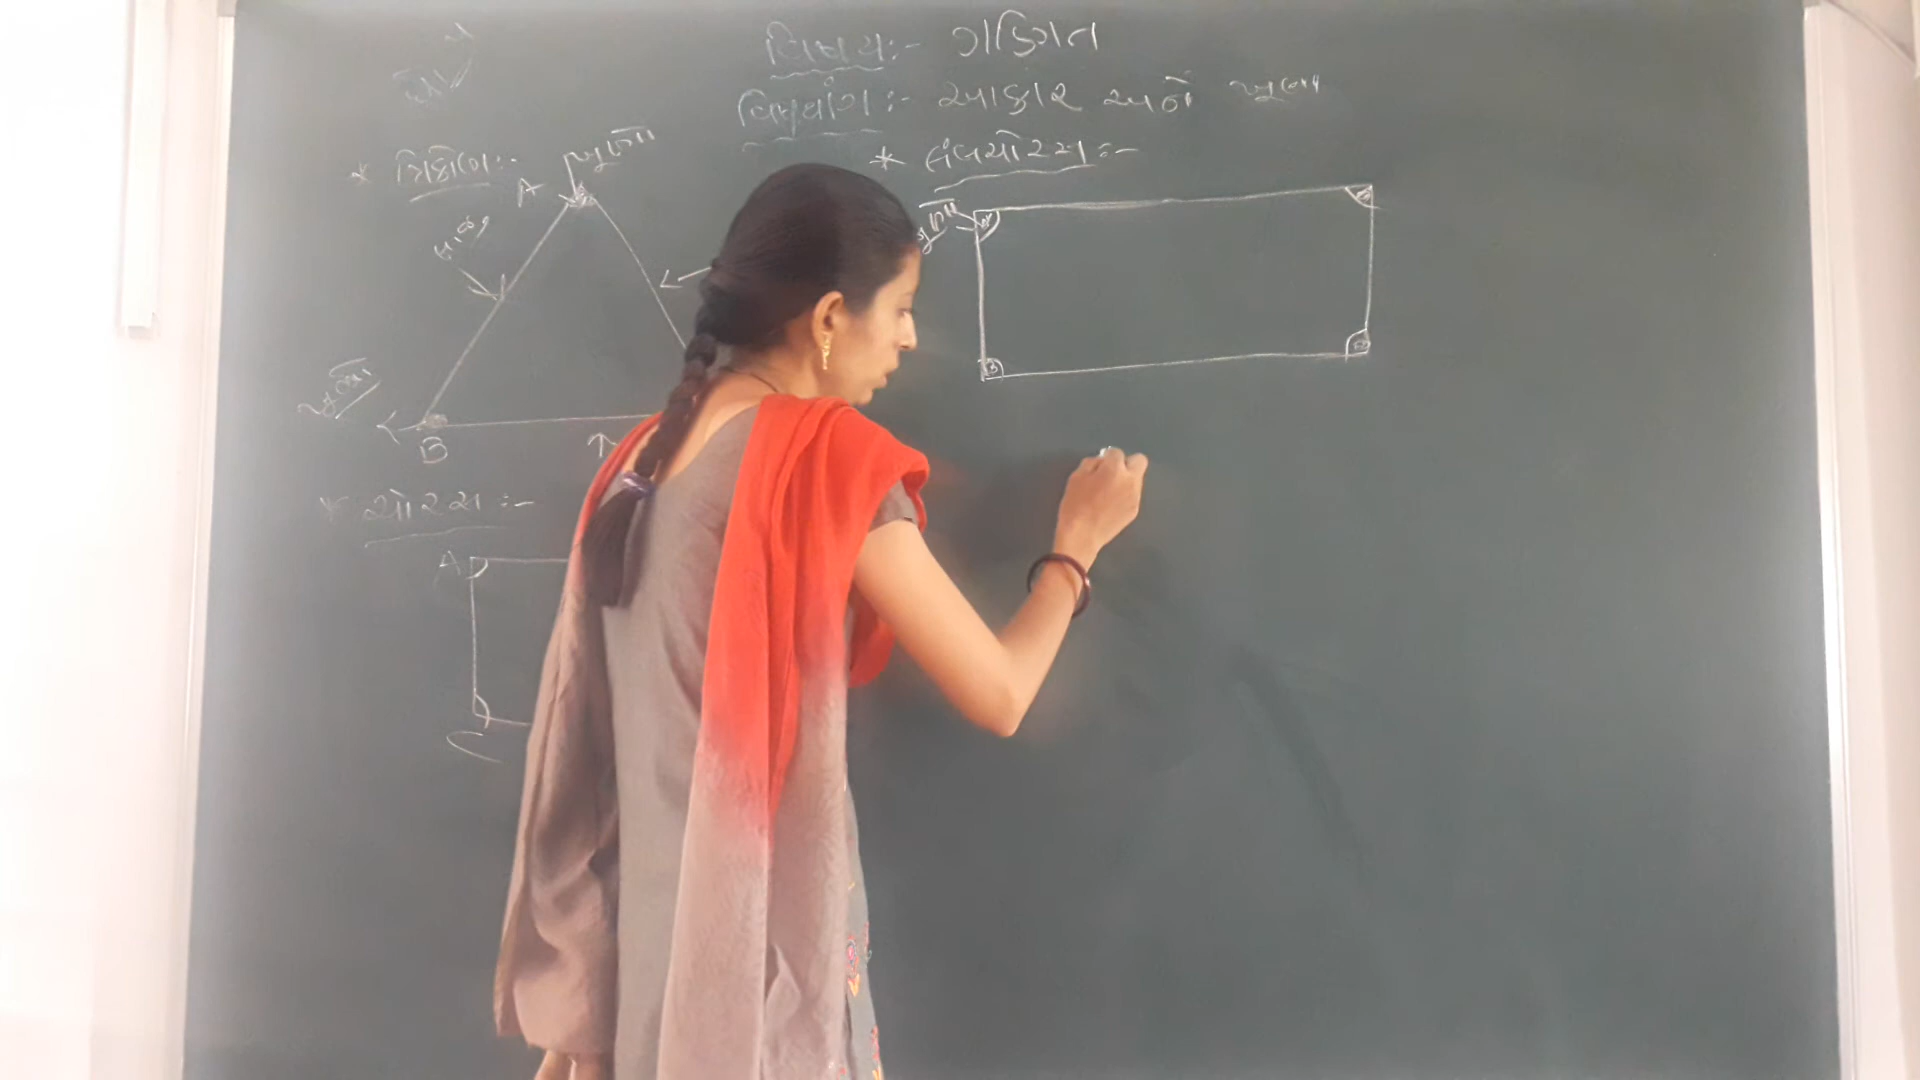 વિષય:- ગણિત
વિષયાંગ:- આકાર અને ખૂણા
* ત્રિકોણ:-
ખૂણો
A
બાજુ
ખૂણો
B
* ચોરસ:-
A
C
* લંબચોરસ:-
ખૂણો
A
B